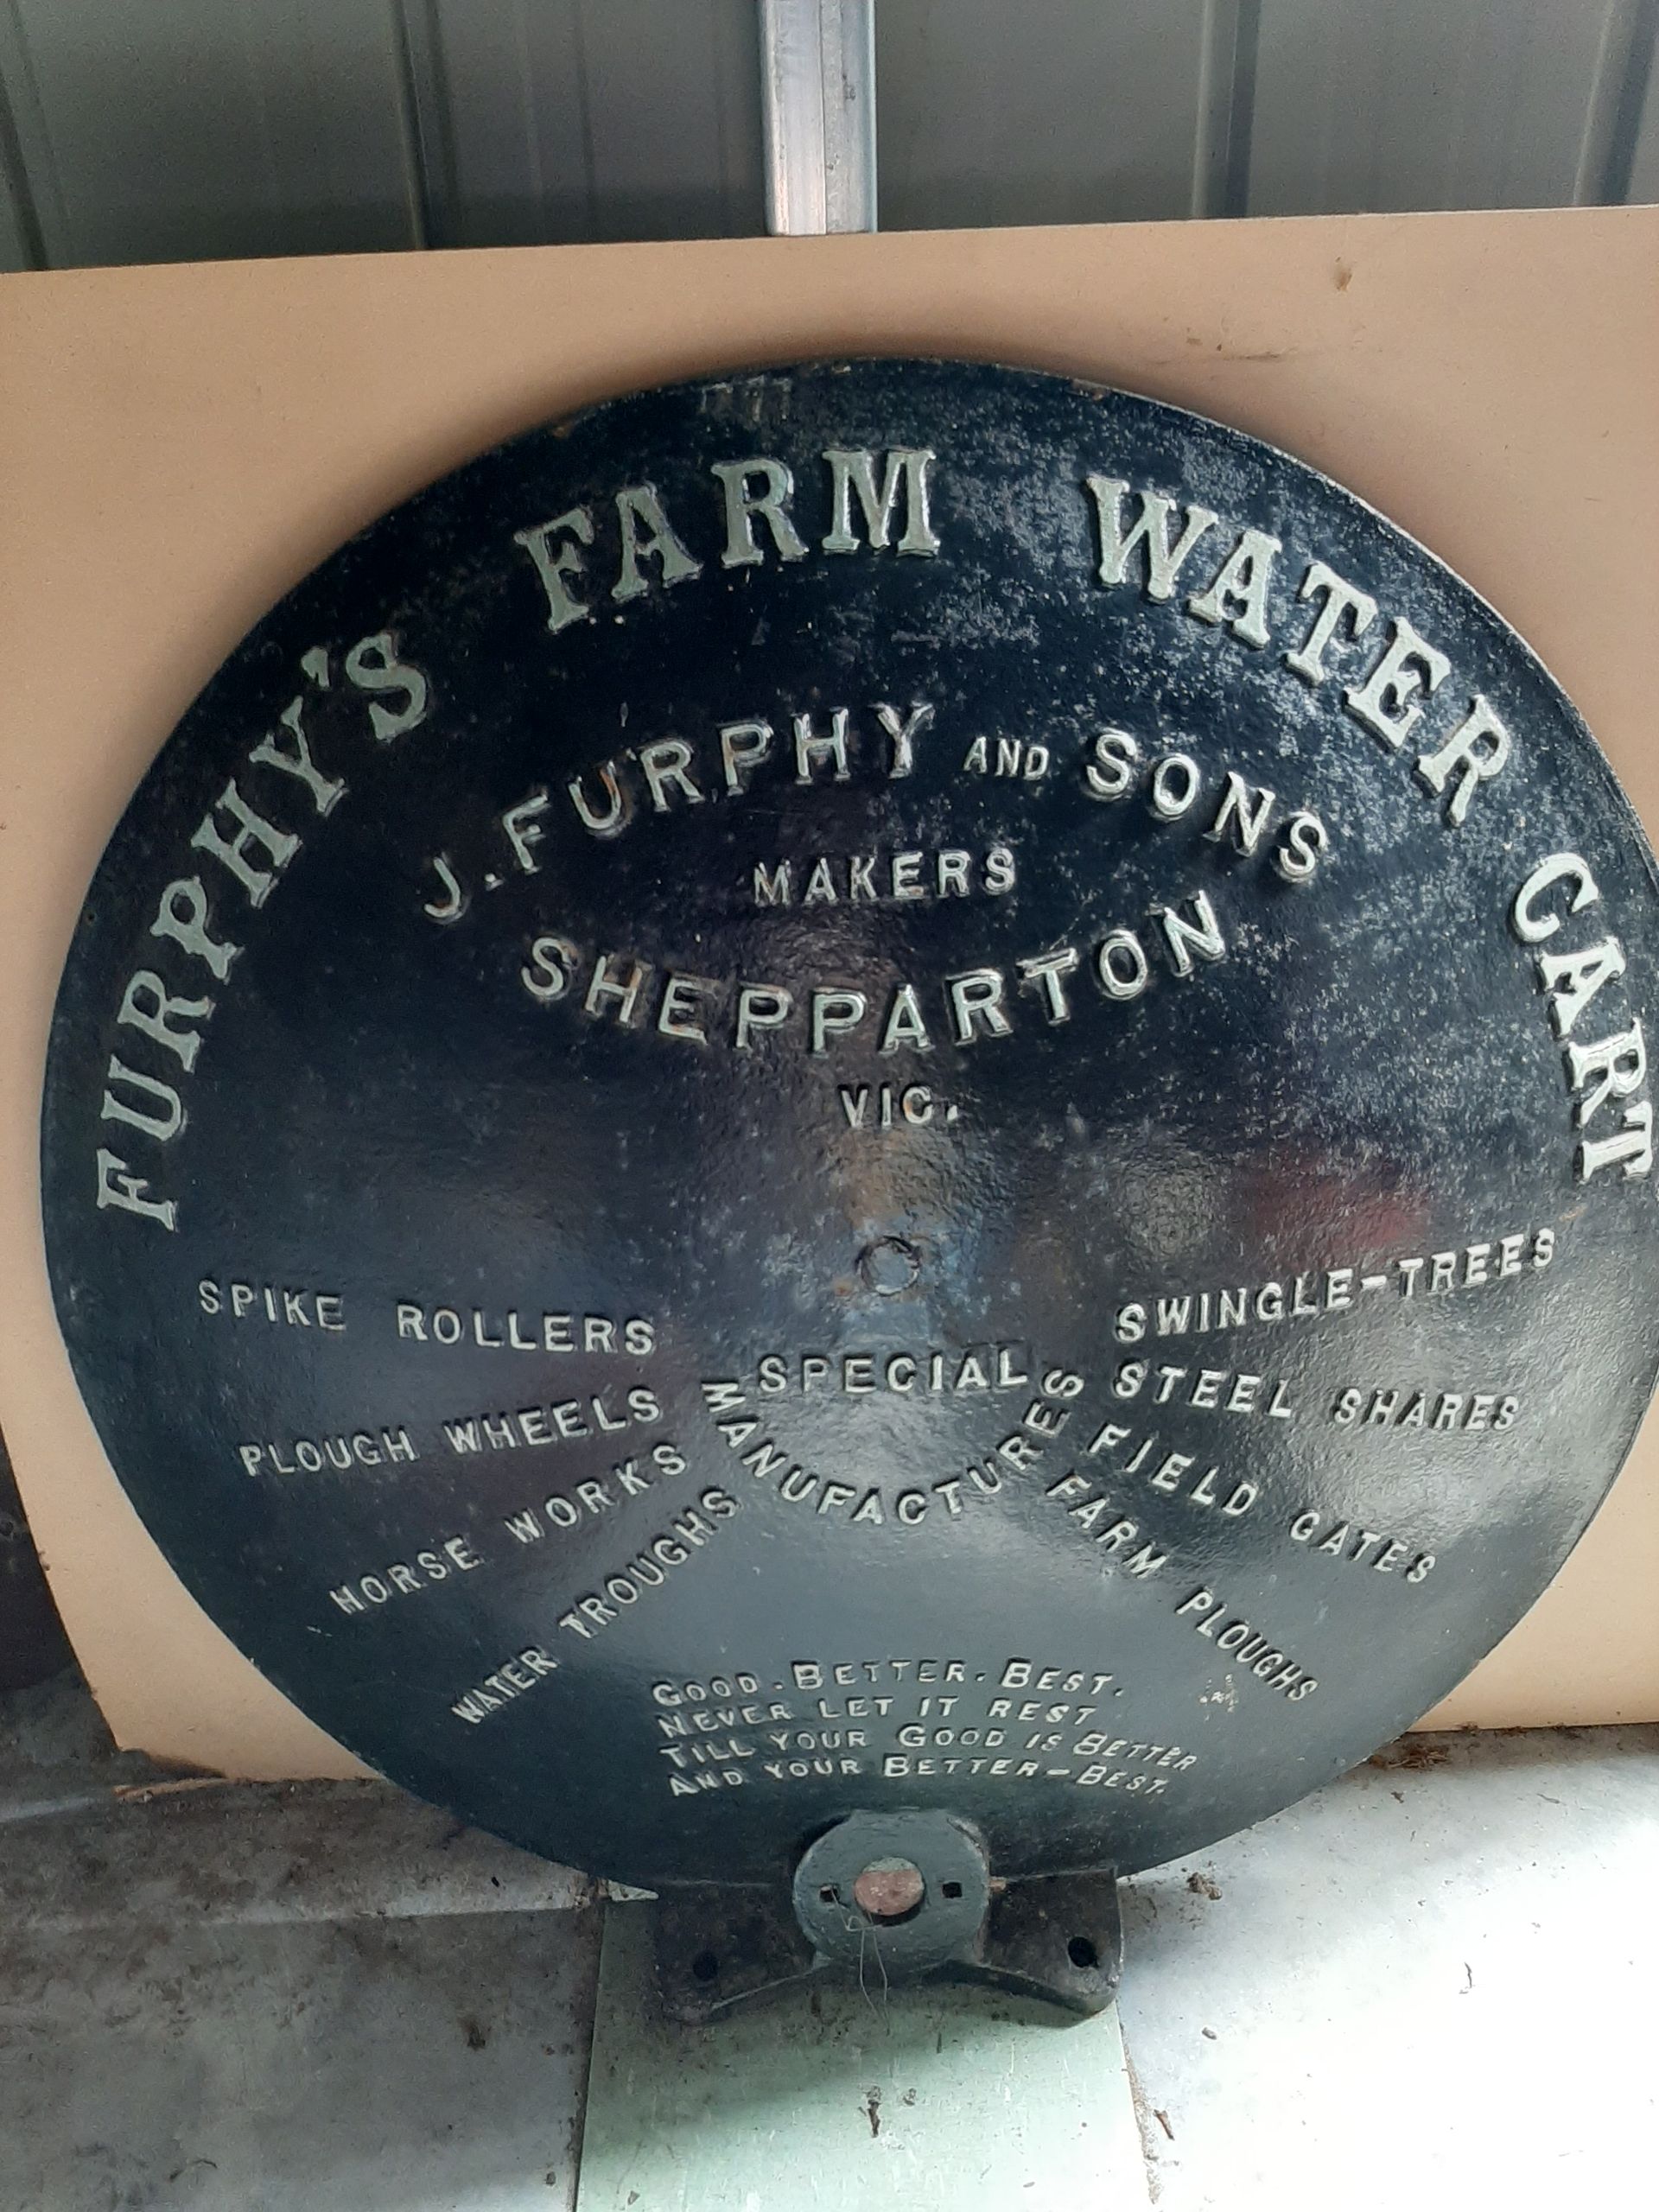 FURPHY'S FARM WATER CART
J. FURPHY AND SONS
MAKERS
SHEPPARTON
VIC.
SPECIAL
MANUFACTURES
SPIKE ROLLERS
PLOUGH WHEELS
HORSE WORKS
WATER TROUGHS
SWINGLE-TREES
STEEL SHARES
FIELD GATES
FARM PLOUGHS
GOOD. BETTER. BEST.
NEVER LET IT REST
TILL YOUR GOOD IS BETTER
AND YOUR BETTER-BEST.